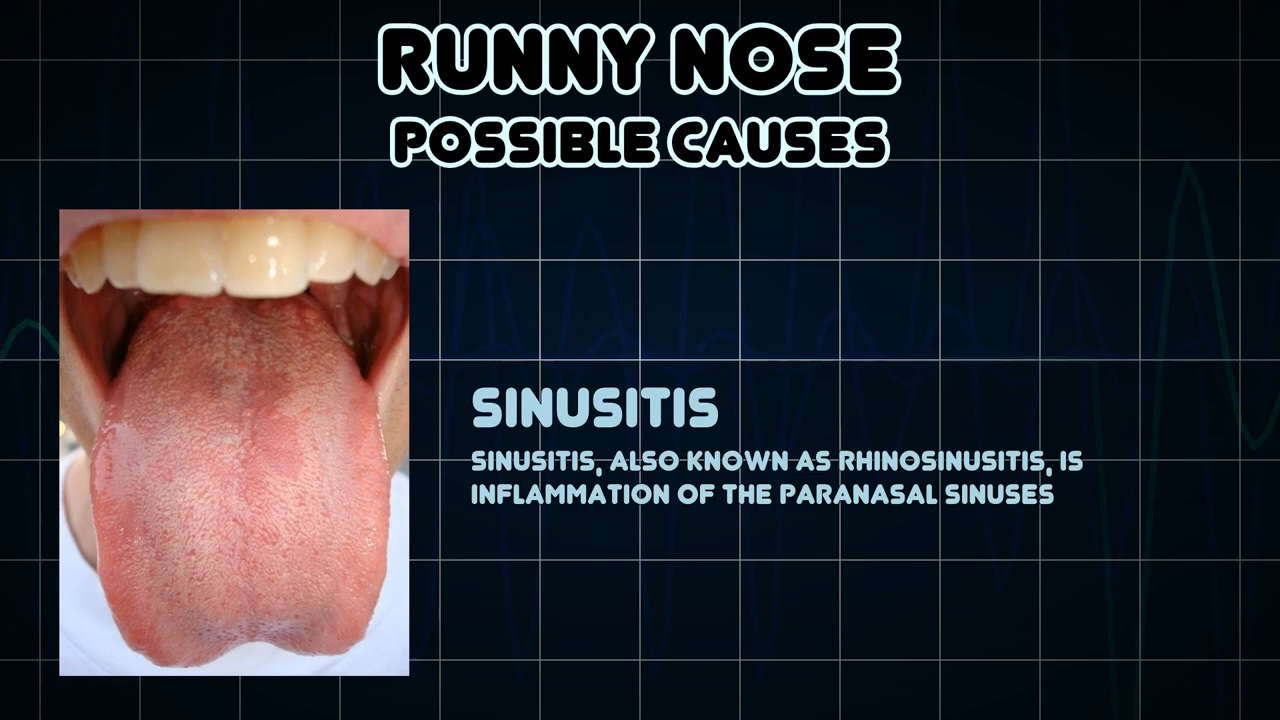 RUNNY NOSE
POSSIBLE CAUSES
SINUSITIS
SINUSITIS, ALSO KNOWN AS RHINOSINUSITIS, IS
INFLAMMATION OF THE PARANASAL SINUSES